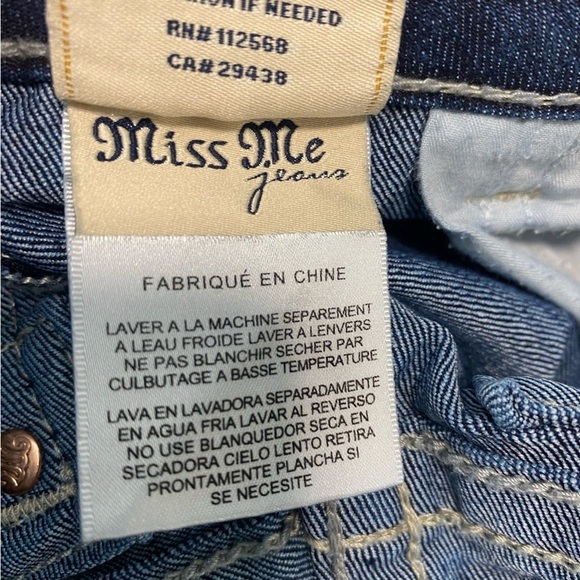 IF NEEDED
RN# 112568
CA# 29438
Miss Me
jeans
FABRIQUÉ EN CHINE
LAVER A LA MACHINE SEPAREMENT
A LEAU FROIDE LAVER A LENVERS
NE PAS BLANCHIR SECHER PAR
CULBUTAGE A BASSE TEMPERATURE
LAVA EN LAVADORA SEPARADAMENTE
EN AGUA FRIA LAVAR AL REVERSO
NO USE BLANQUEDOR SECA EN
SECADORA CIELO LENTO RETIRA
PRONTAMENTE PLANCHA SI
SE NECESITE